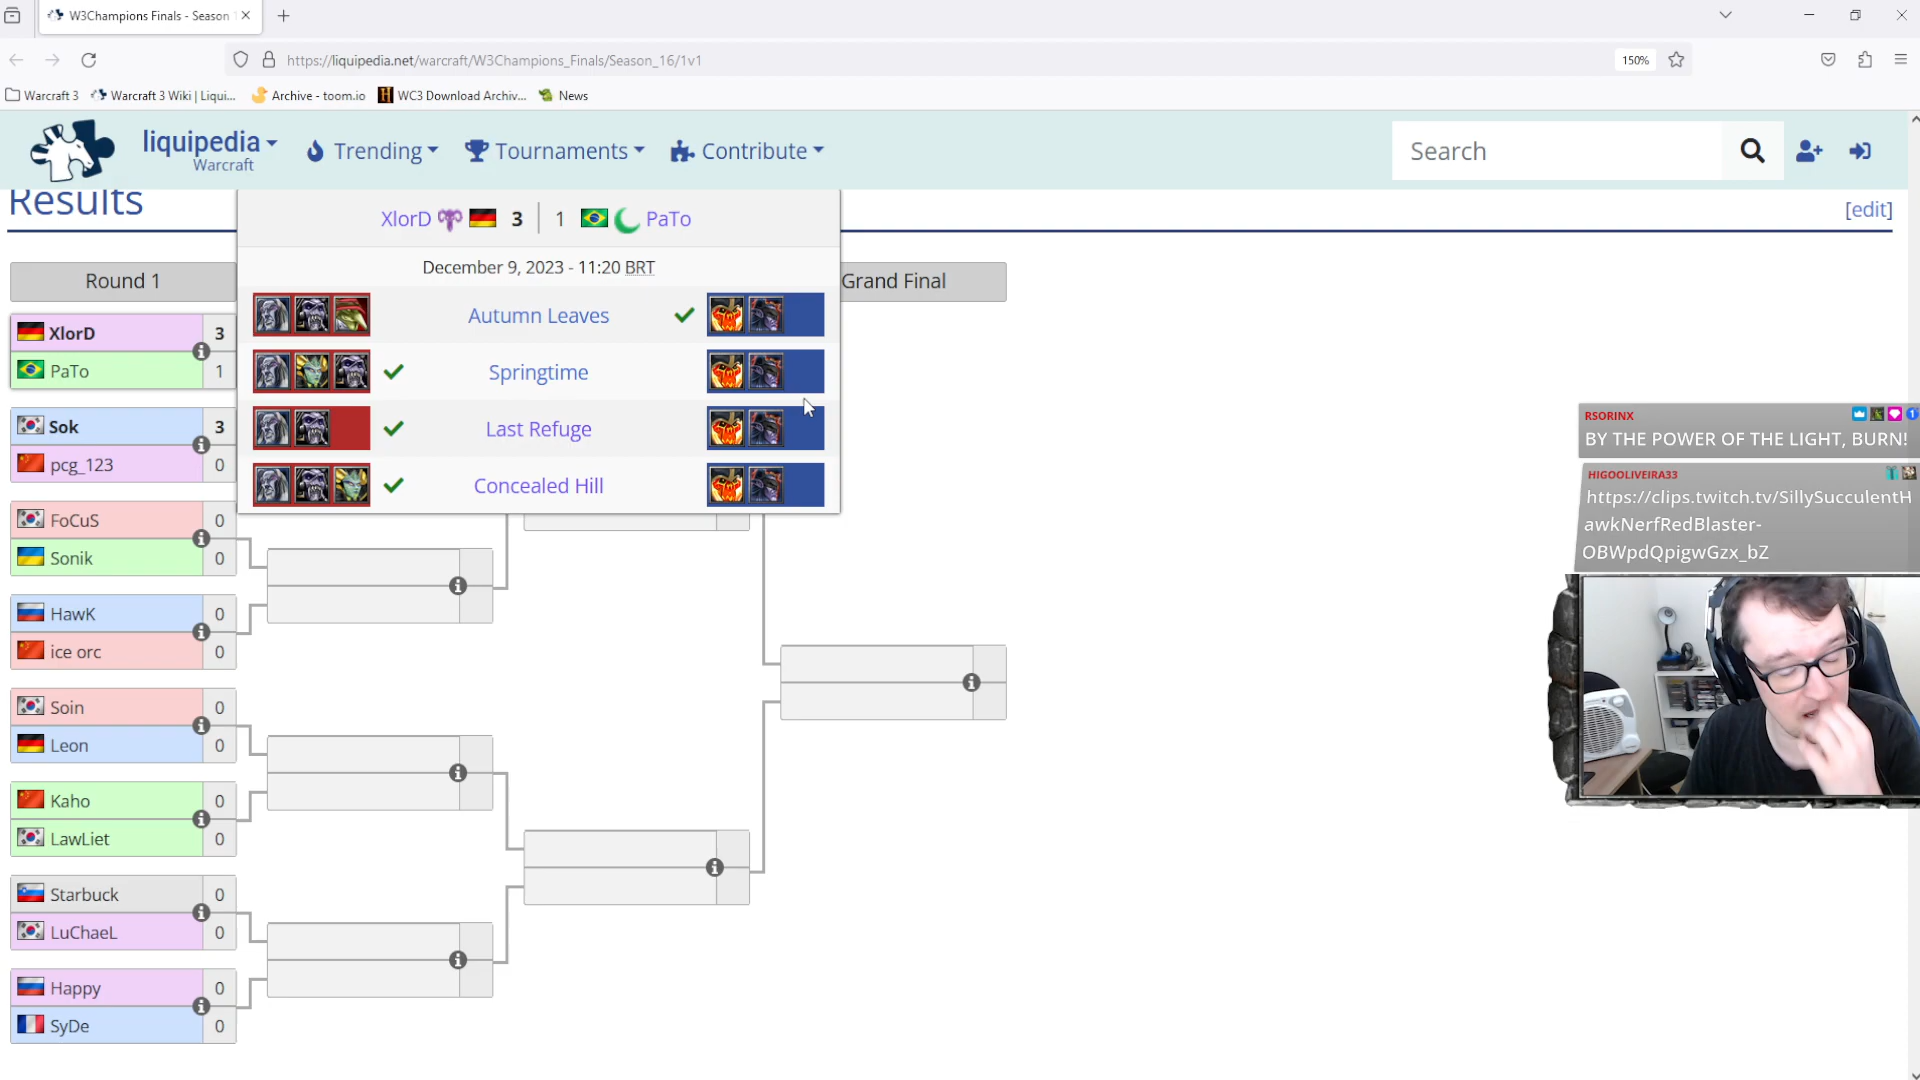 W3Champions Finals - Season 1
https://liquipedia.net/warcraft/W3Champions_Finals/Season_16/1v1
150%
Warcraft 3
Warcraft 3 Wiki | Liqui...
Archive - toom.io
WC3 Download Archiv...
News
liquipedia
Warcraft
Trending
Tournaments
Contribute
Search
Results
[edit]
XlorD 3 | 1 PaTo
December 9, 2023 - 11:20 BRT
Autumn Leaves
Springtime
Last Refuge
Concealed Hill
Round 1
Grand Final
XlorD 3
PaTo 1
Sok 3
pcg_123 0
FoCuS 0
Sonik 0
HawK 0
ice orc 0
Soin 0
Leon 0
Kaho 0
LawLiet 0
Starbuck 0
LuChaeL 0
Happy 0
SyDe 0
RSORINX
BY THE POWER OF THE LIGHT, BURN!
HIGOOLIVEIRA33
https://clips.twitch.tv/SillySucculentH
awkNerfRedBlaster-
OBWpdQpigwGzx_bZ